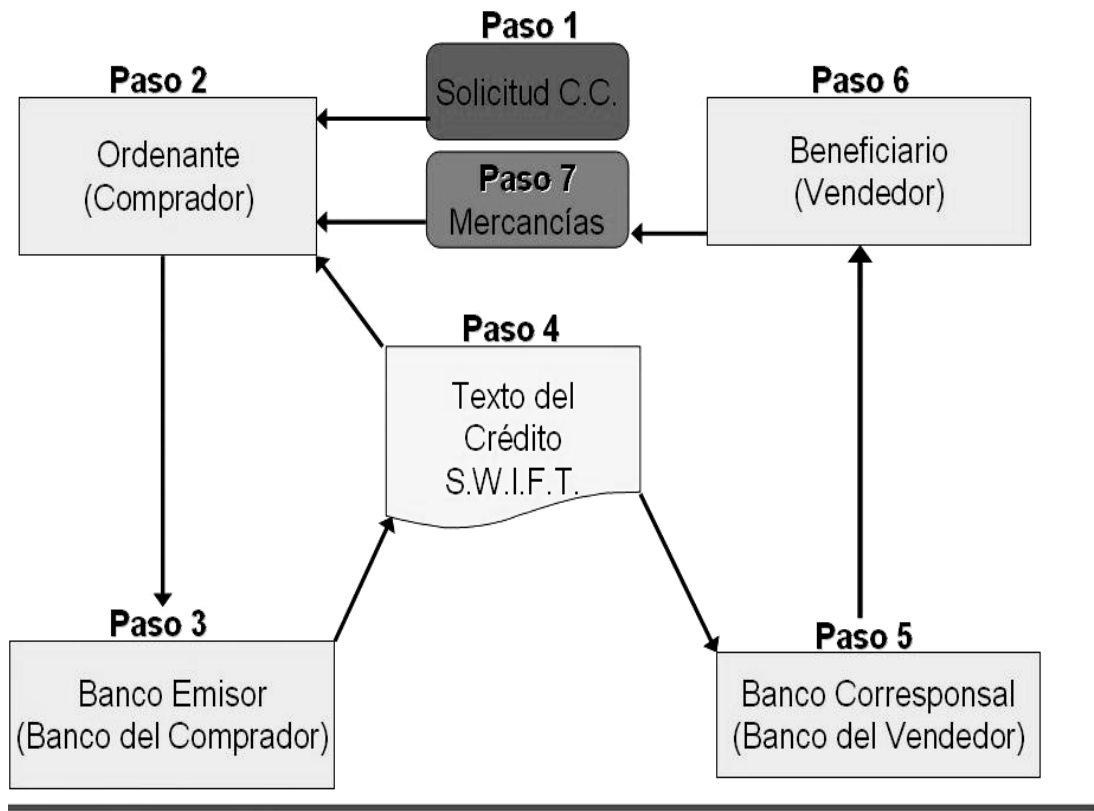 Paso 1
Solicitud C.C.
Paso 2
Ordenante
(Comprador)
Paso 7
Mercancías
Paso 6
Beneficiario
(Vendedor)
Paso 4
Texto del
Crédito
S.W.I.F.T.
Paso 3
Banco Emisor
(Banco del Comprador)
Paso 5
Banco Corresponsal
(Banco del Vendedor)